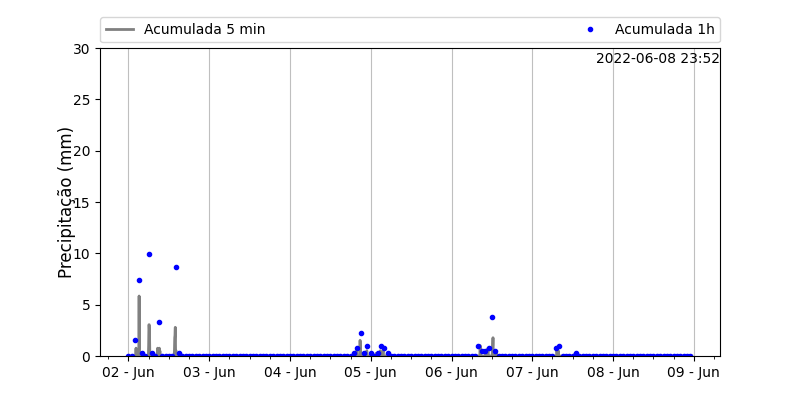 Acumulada 5 min Acumulada 1h
2022-06-08 23:52
Precipitação (mm)
30
25
20
15
10
5
0
02 - Jun 03 - Jun 04 - Jun 05 - Jun 06 - Jun 07 - Jun 08 - Jun 09 - Jun